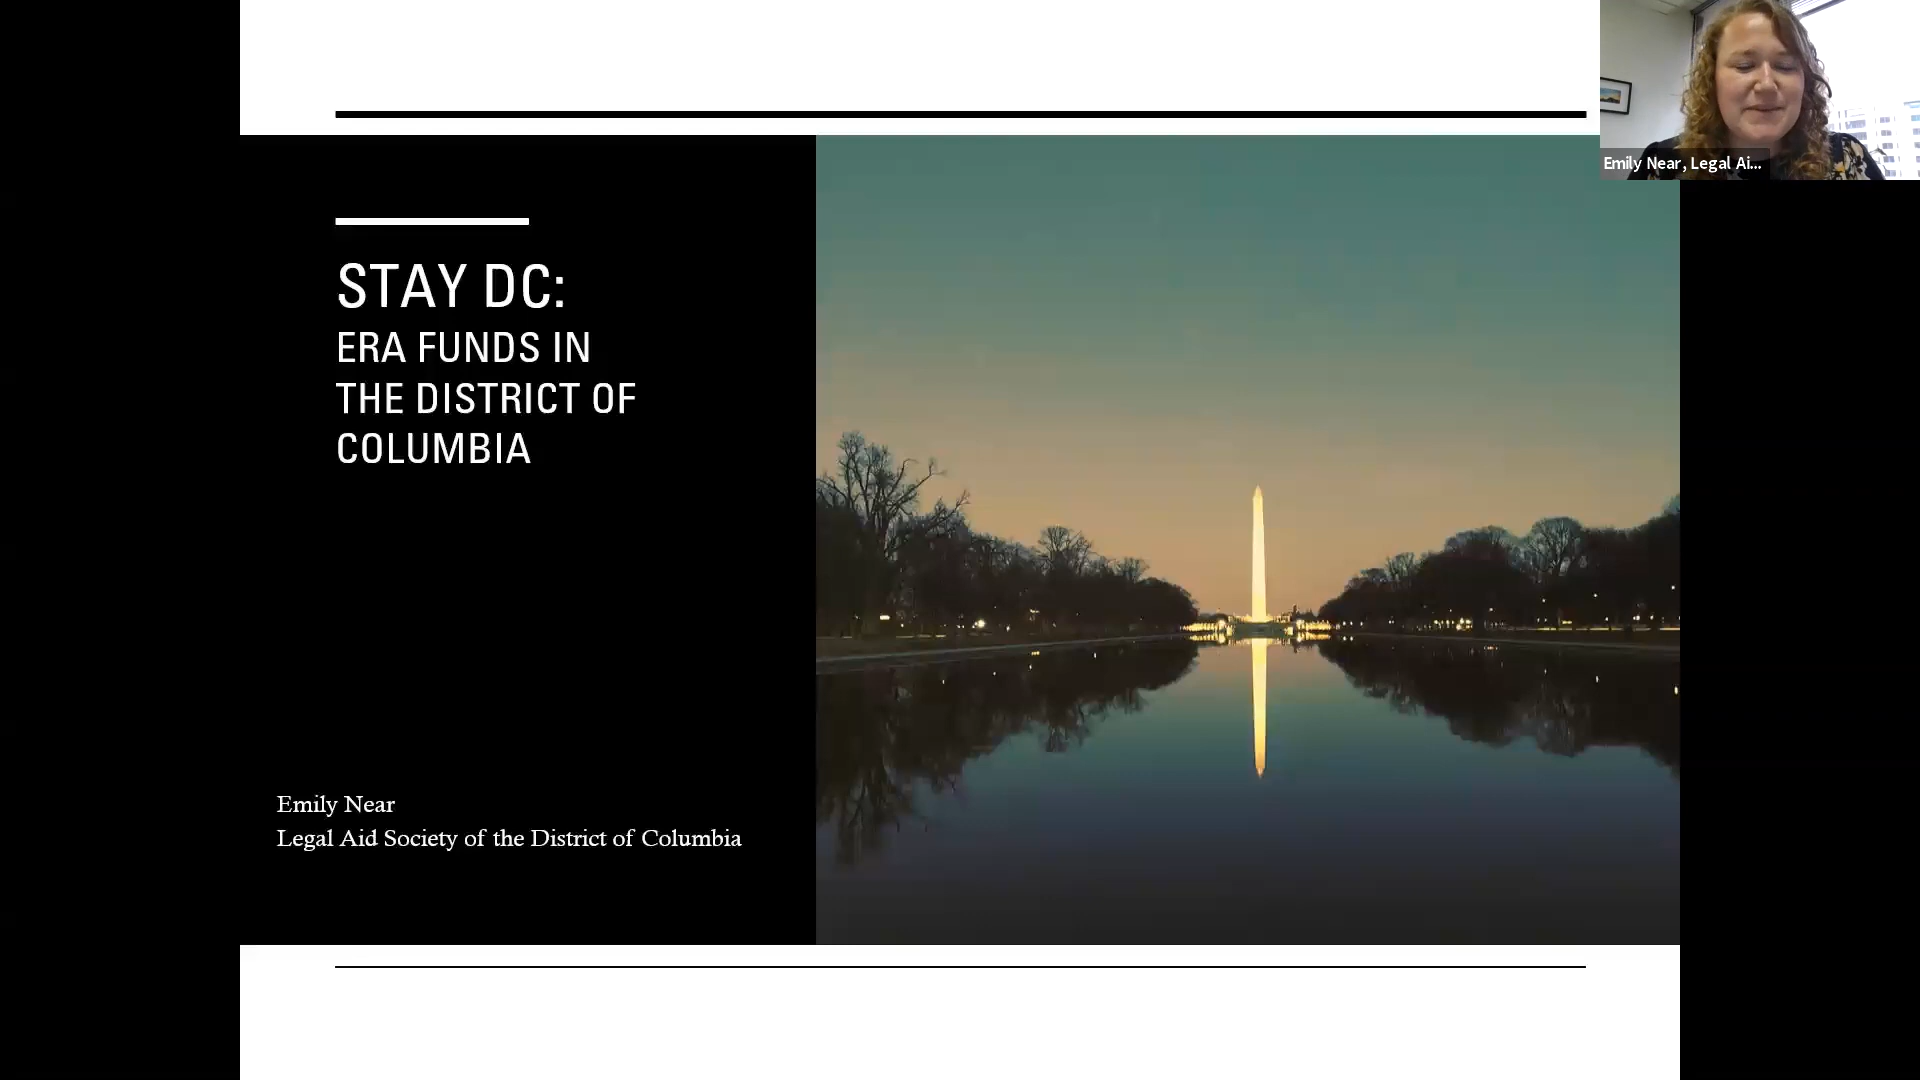 STAY DC:
ERA FUNDS IN
THE DISTRICT OF
COLUMBIA
Emily Near
Legal Aid Society of the District of Columbia
Emily Near, Legal Ai...